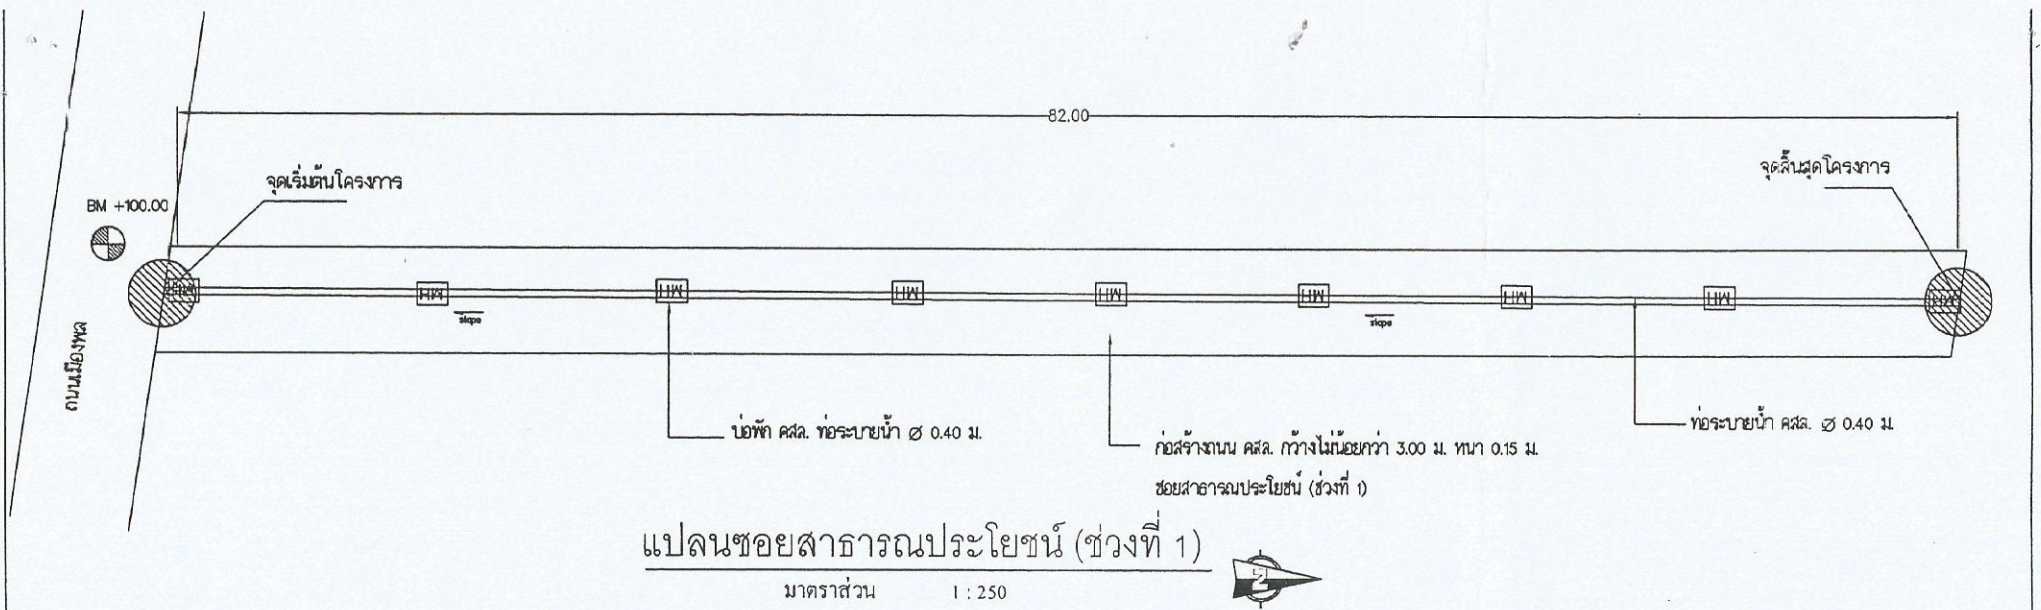 82.00
จุดเริ่มต้นโครงการ
จุดสิ้นสุดโครงการ
BM +100.00
MH
MH
MH
MH
MH
MH
MH
MH
MH
slope
slope
ถนนเมืองพล
บ่อพัก คสล. ท่อระบายน้ำ Ø 0.40 ม.
ท่อระบายน้ำ คสล. Ø 0.40 ม.
ก่อสร้างถนน คสล. กว้างไม่น้อยกว่า 3.00 ม. หนา 0.15 ม.
ซอยสาธารณประโยชน์ (ช่วงที่ 1)
แปลนซอยสาธารณประโยชน์ (ช่วงที่ 1)
มาตราส่วน 1 : 250